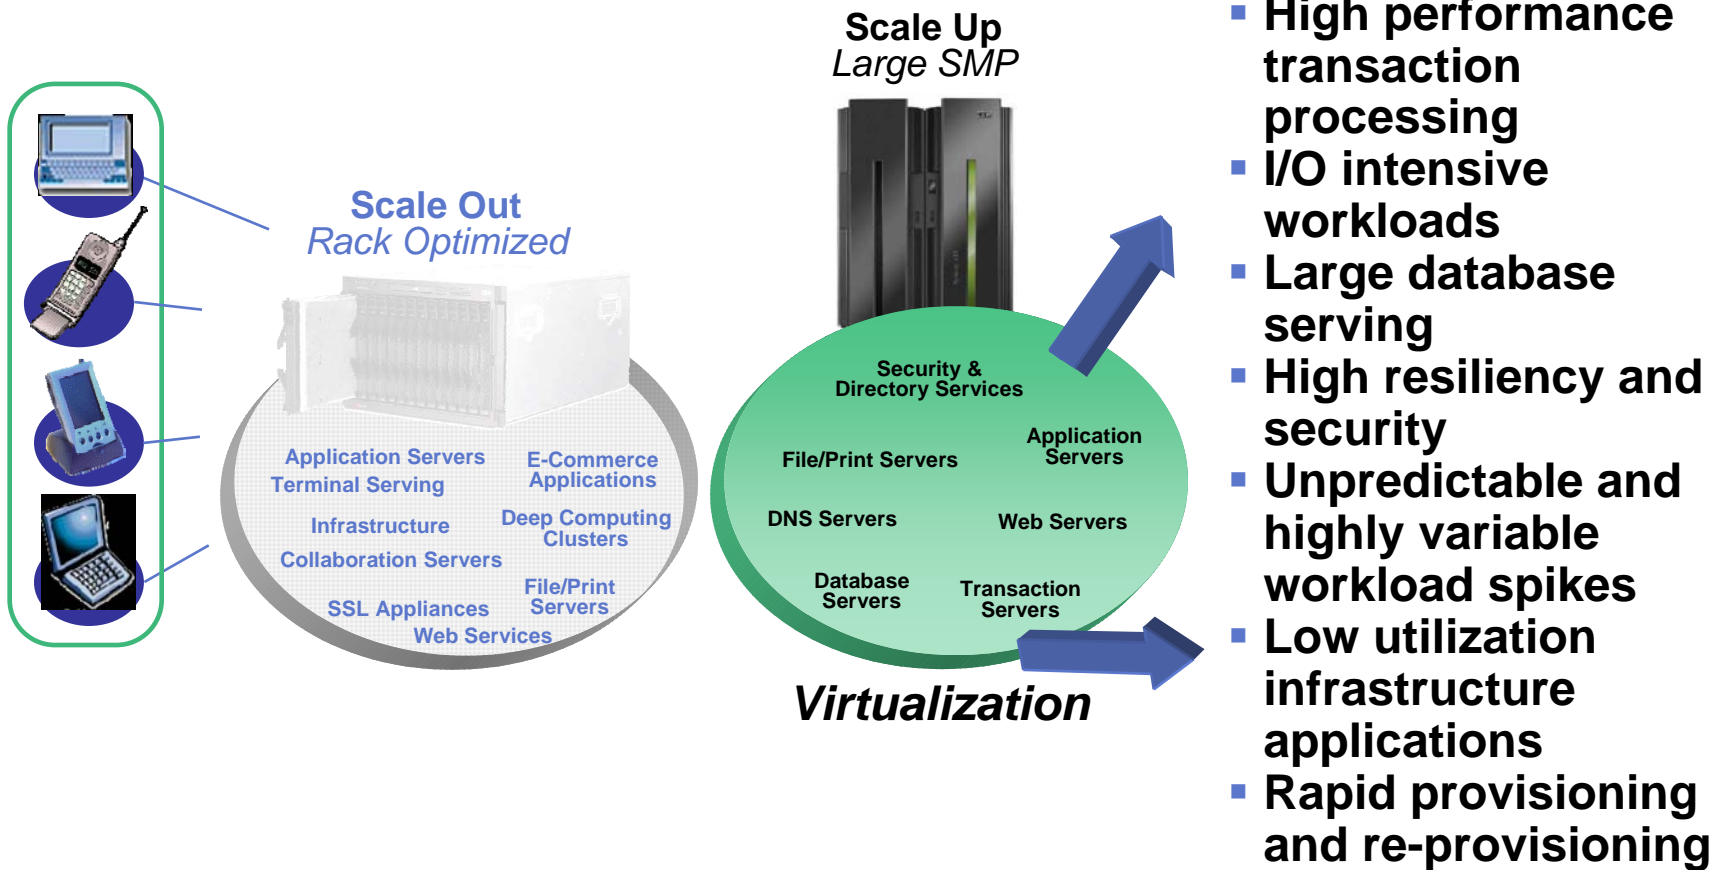 Scale Up
Large SMP
Scale Out
Rack Optimized
Application Servers
Terminal Serving
E-Commerce
Applications
Infrastructure
Deep Computing
Clusters
Collaboration Servers
File/Print
Servers
SSL Appliances
Web Services
Security &
Directory Services
Application
Servers
File/Print Servers
DNS Servers
Web Servers
Database
Servers
Transaction
Servers
Virtualization
▪ High performance
transaction
processing
▪ I/O intensive
workloads
▪ Large database
serving
▪ High resiliency and
security
▪ Unpredictable and
highly variable
workload spikes
▪ Low utilization
infrastructure
applications
▪ Rapid provisioning
and re-provisioning